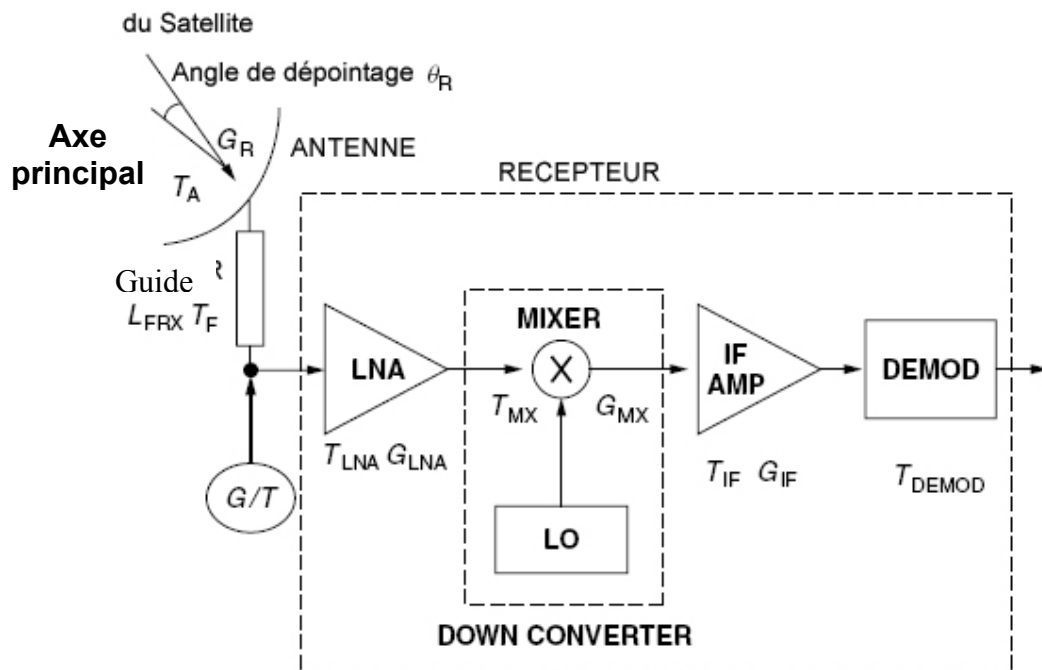 du Satellite
Angle de dépointage θR
Axe
principal
GR
ANTENNE
TA
RECEPTEUR
Guide
LFRX TF
LNA
MIXER
X
IF
AMP
DEMOD
TMX
GMX
TLNA GLNA
TIF GIF
TDEMOD
G/T
LO
DOWN CONVERTER